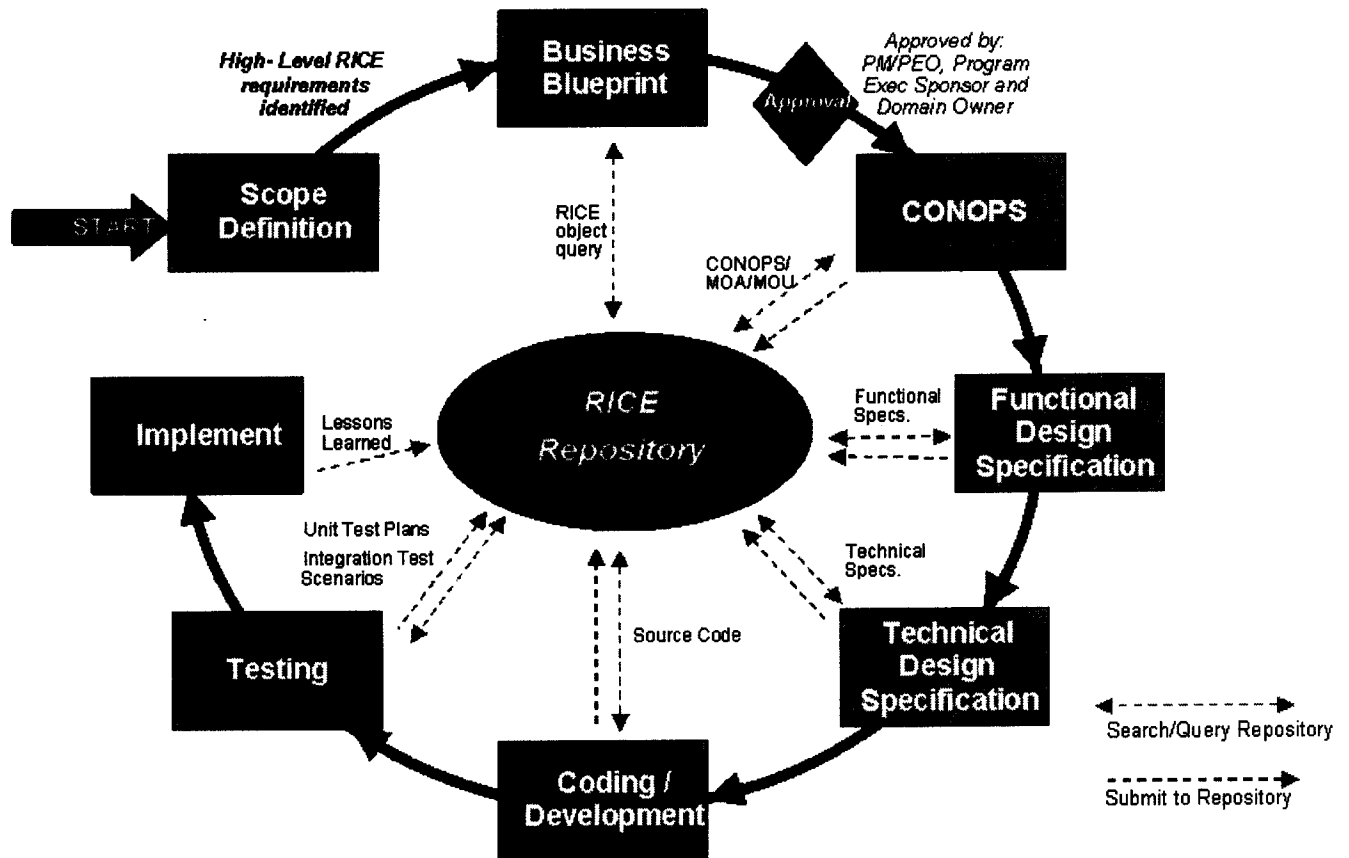 High- Level RICE
requirements
identified
Business
Blueprint
Approval
Approved by:
PM/PEO, Program
Exec Sponsor and
Domain Owner
START
Scope
Definition
RICE
object
query
CONOPS/
MOA/MOU
CONOPS
Implement
Lessons
Learned
RICE
Repository
Functional
Specs.
Functional
Design
Specification
Unit Test Plans
Integration Test
Scenarios
Technical
Specs.
Testing
Source Code
Technical
Design
Specification
Coding /
Development
Search/Query Repository
Submit to Repository